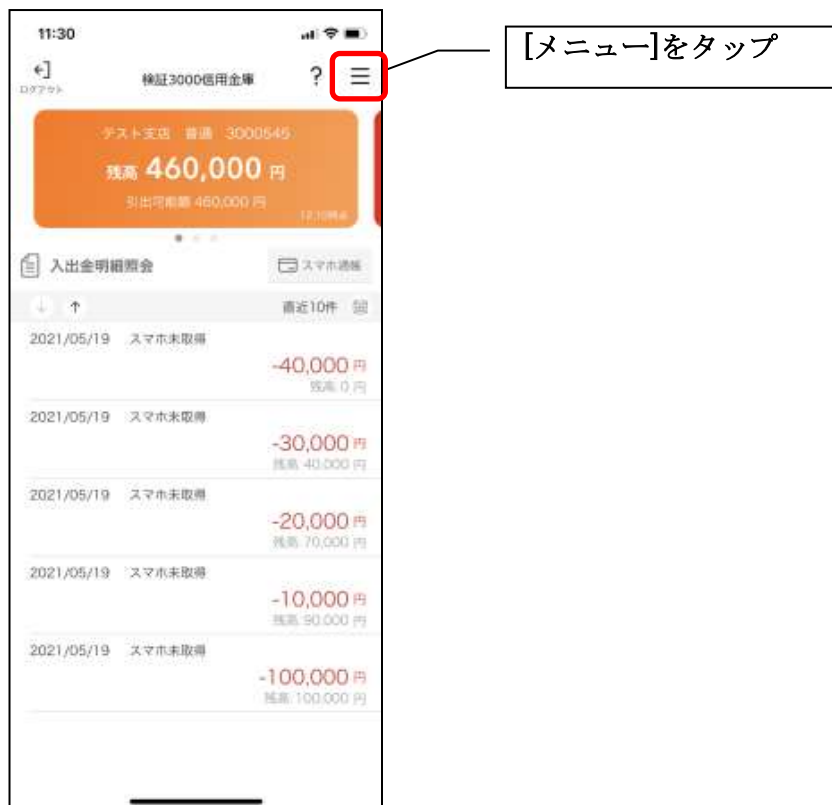 11:30
[メニュー]をタップ
ログアウト
検証3000信用金庫
?
テスト支店 普通 3000545
残高 460,000 円
引出可能額 460,000 円
入出金明細照会
スマホ通帳
↓ ↑
直近10件
2021/05/19 スマホ未取得
-40,000 円
残高 0 円
2021/05/19 スマホ未取得
-30,000 円
残高 40,000 円
2021/05/19 スマホ未取得
-20,000 円
残高 70,000 円
2021/05/19 スマホ未取得
-10,000 円
残高 90,000 円
2021/05/19 スマホ未取得
-100,000 円
残高 100,000 円